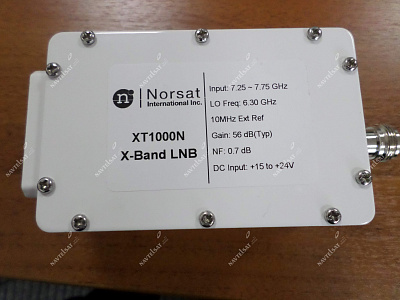 n Norsat
International Inc.
XT1000N
X-Band LNB
Input: 7.25 ~ 7.75 GHz
LO Freq: 6.30 GHz
10MHz Ext Ref
Gain: 56 dB(Typ)
NF: 0.7 dB
DC Input: +15 to +24V
NAVTELSAT